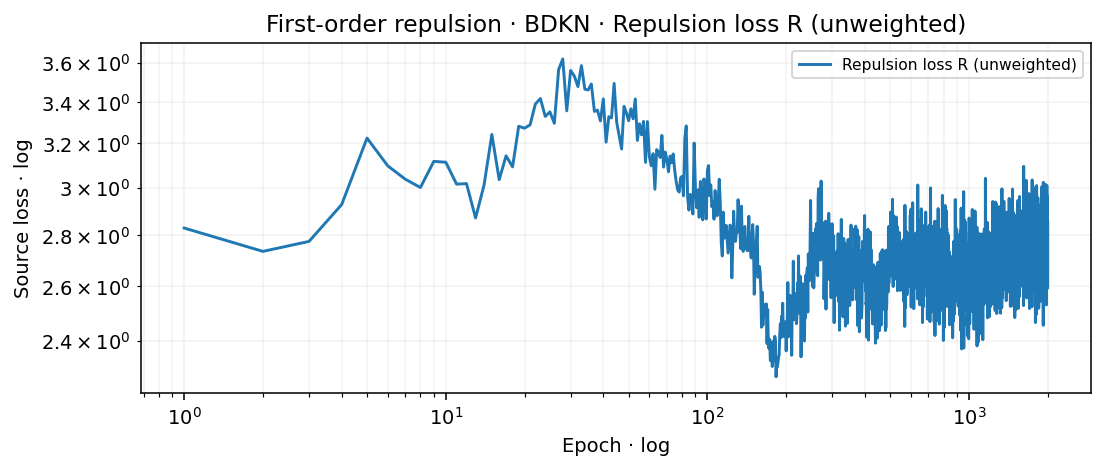 First-order repulsion · BDKN · Repulsion loss R (unweighted)
Repulsion loss R (unweighted)
Source loss · log
3.6 × 10⁰
3.4 × 10⁰
3.2 × 10⁰
3 × 10⁰
2.8 × 10⁰
2.6 × 10⁰
2.4 × 10⁰
10⁰ 10¹ 10² 10³
Epoch · log